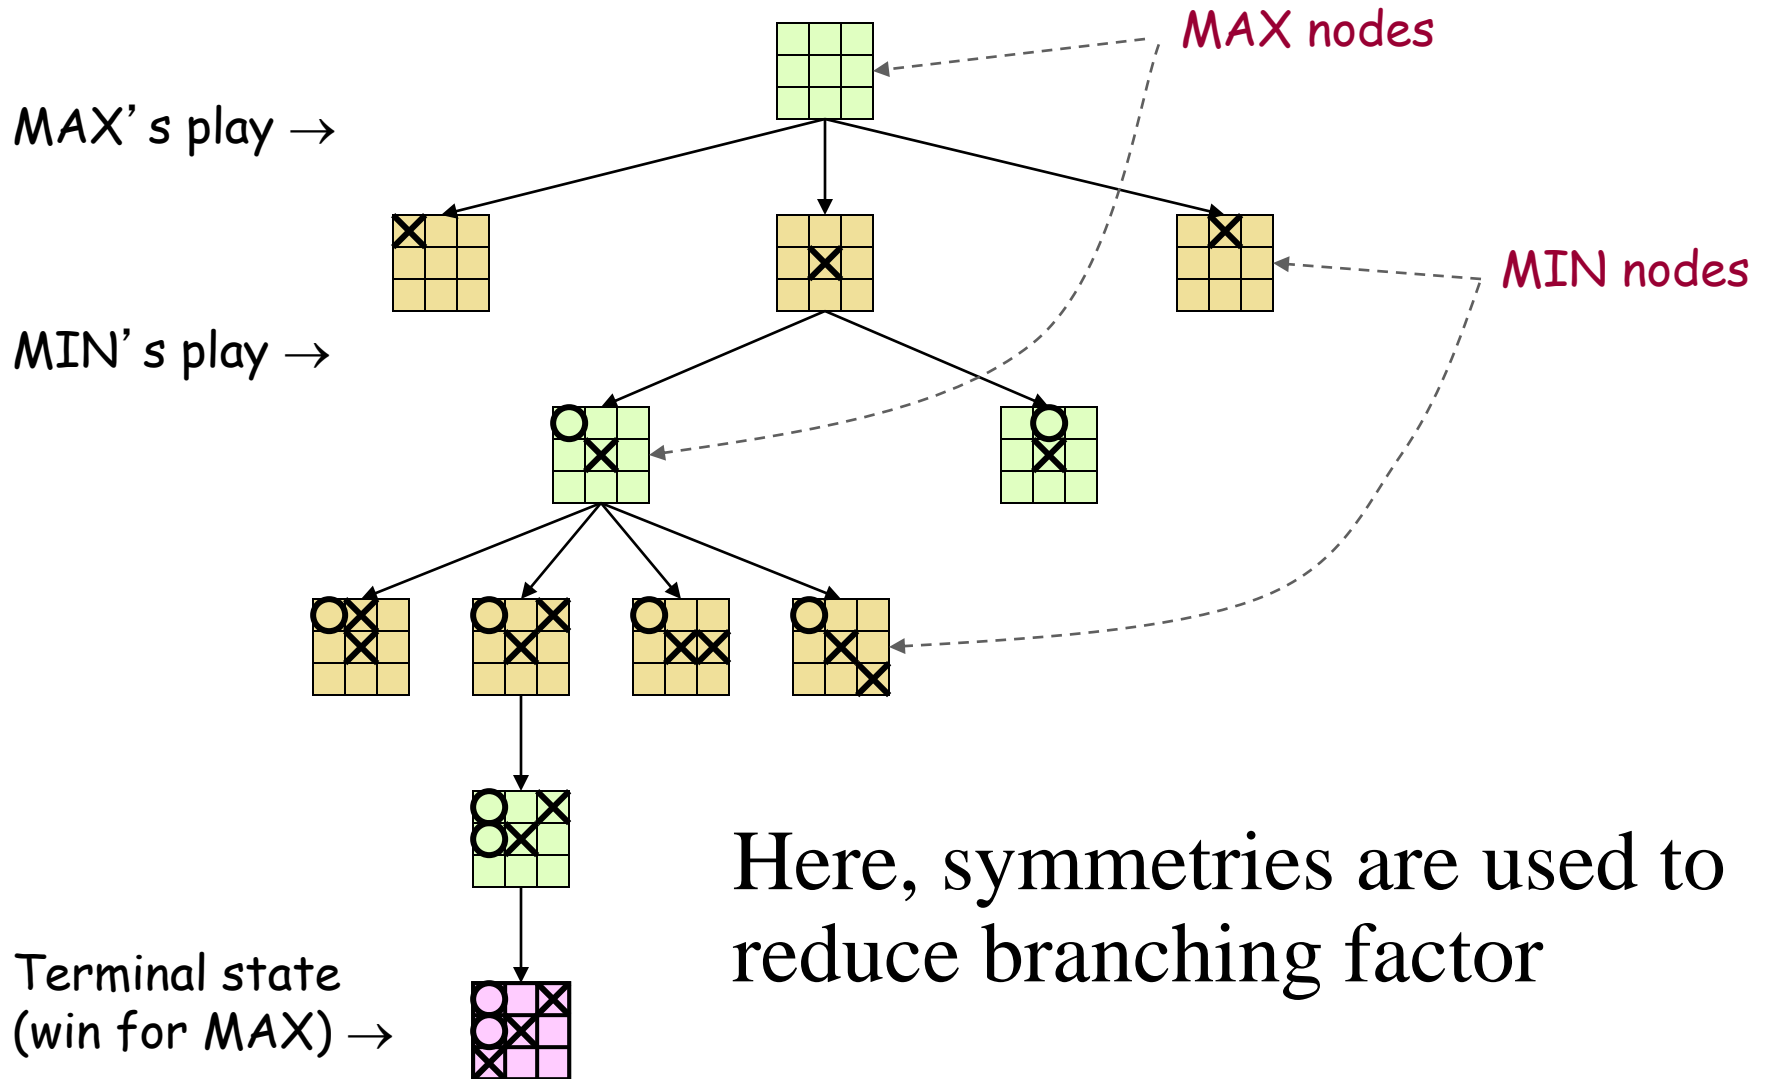 MAX nodes
MAX's play →
MIN nodes
MIN's play →
Here, symmetries are used to
reduce branching factor
Terminal state
(win for MAX) →